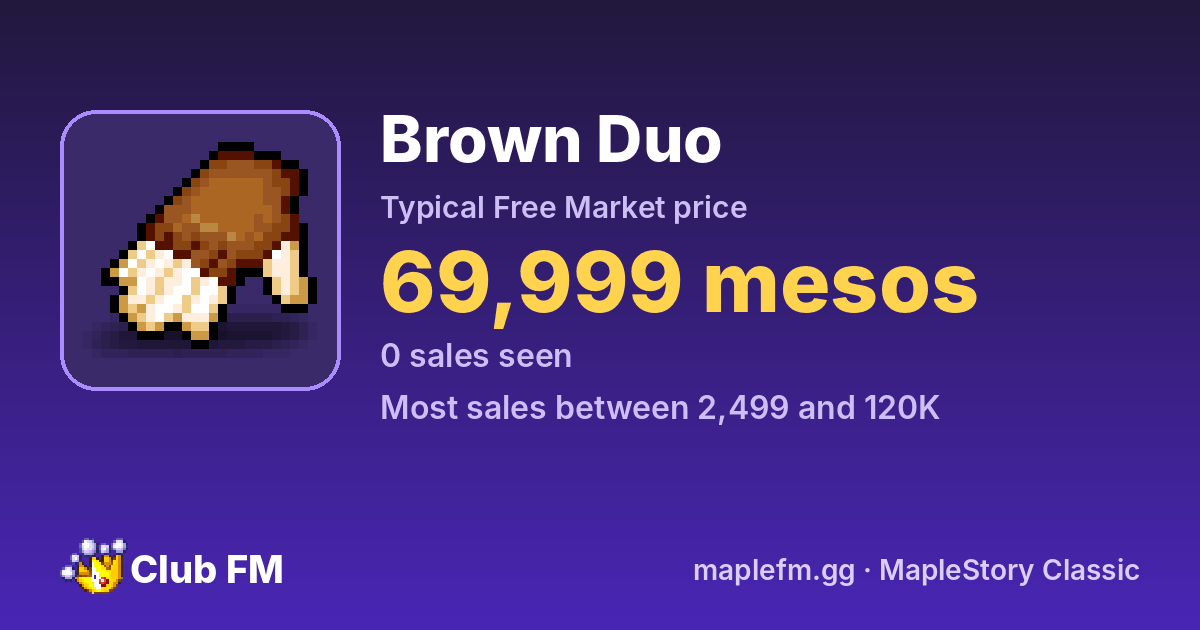 Brown Duo
Typical Free Market price
69,999 mesos
0 sales seen
Most sales between 2,499 and 120K
Club FM
maplefm.gg · MapleStory Classic